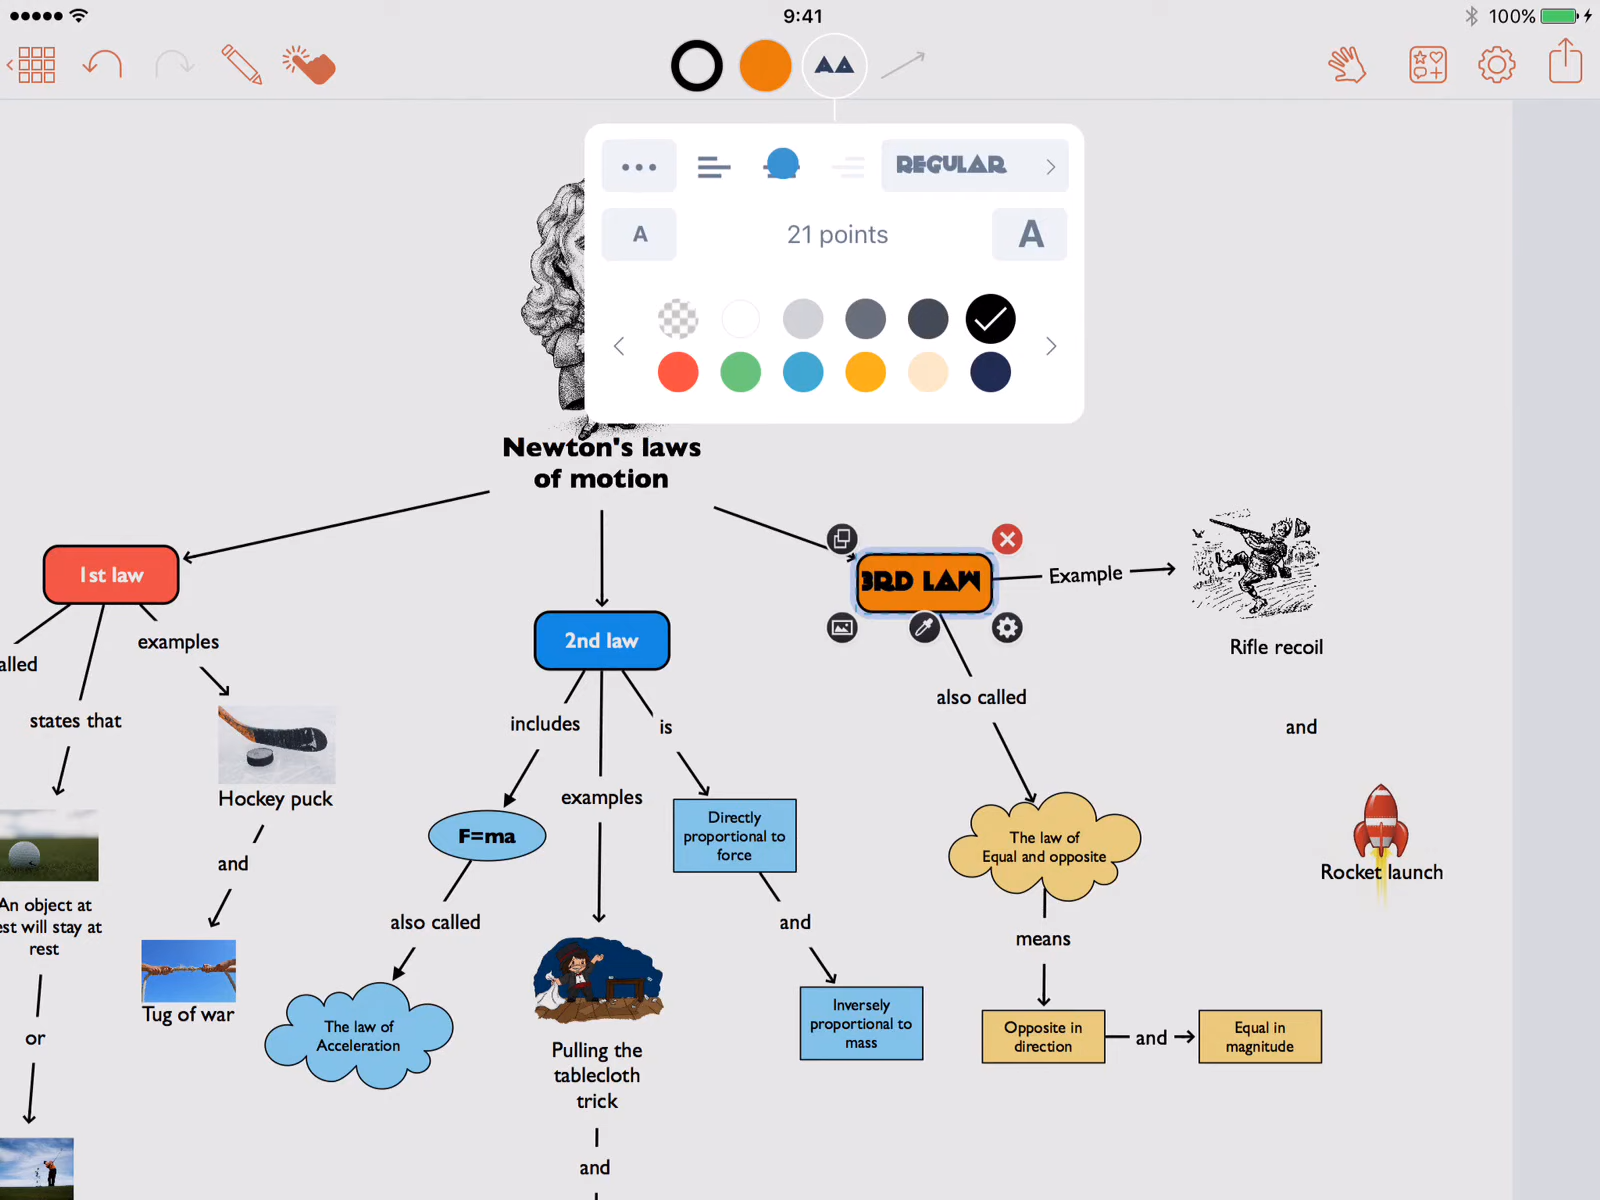 9:41
100%
AA
REGULAR
A
21 points
A
Newton's laws
of motion
1st law
2nd law
3RD LAW
Example
Rifle recoil
and
Rocket launch
alled
states that
examples
Hockey puck
and
Tug of war
An object at
est will stay at
rest
or
includes
examples
is
F=ma
also called
The law of
Acceleration
Pulling the
tablecloth
trick
and
Directly
proportional to
force
and
Inversely
proportional to
mass
also called
The law of
Equal and opposite
means
Opposite in
direction
and
Equal in
magnitude